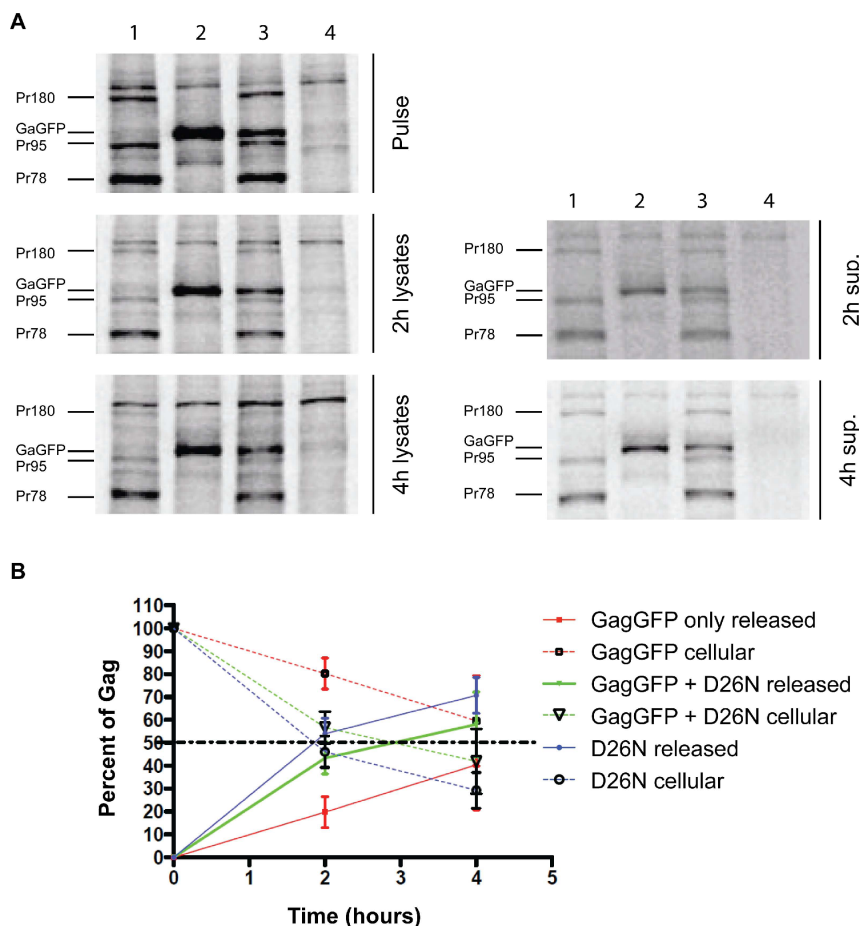 A
1 2 3 4
Pr180
GaGFP
Pr95
Pr78
Pulse
Pr180
GaGFP
Pr95
Pr78
2h lysates
Pr180
GaGFP
Pr95
Pr78
4h lysates
1 2 3 4
Pr180
GaGFP
Pr95
Pr78
2h sup.
Pr180
GaGFP
Pr95
Pr78
4h sup.
B
Percent of Gag
110
100
90
80
70
60
50
40
30
20
10
0
0 1 2 3 4 5
Time (hours)
GagGFP only released
GagGFP cellular
GagGFP + D26N released
GagGFP + D26N cellular
D26N released
D26N cellular